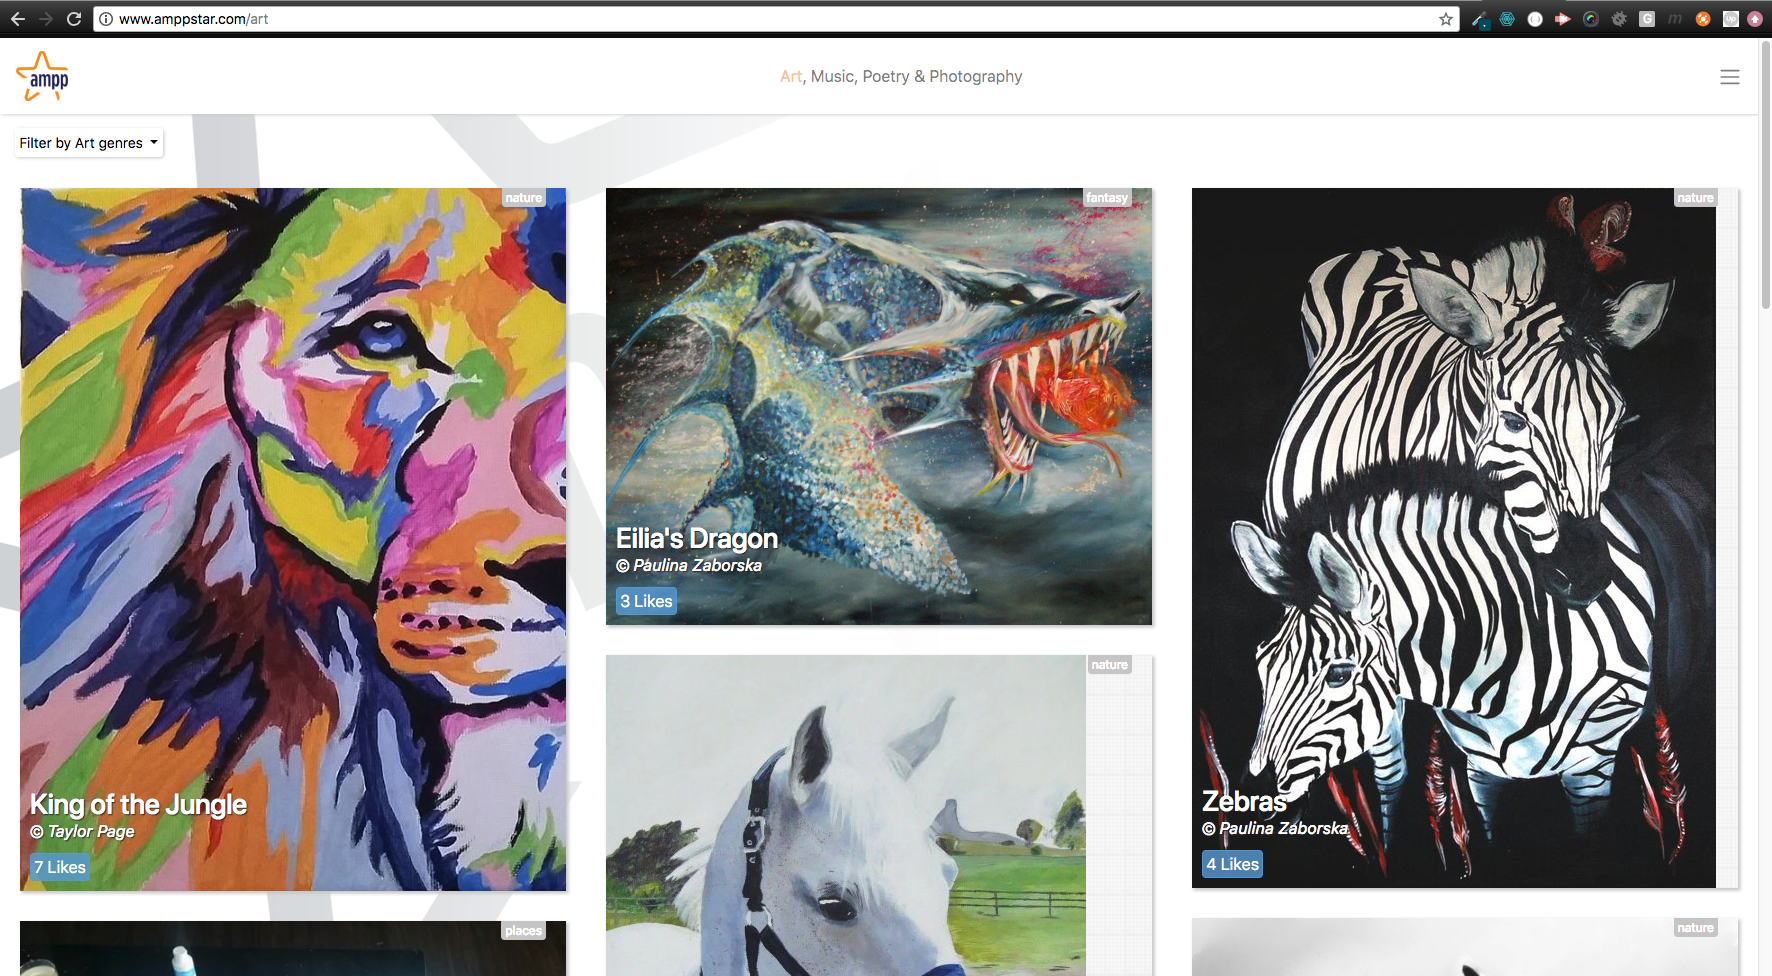 www.amppstar.com/art
ampp
Art, Music, Poetry & Photography
Filter by Art genres
nature
King of the Jungle
© Taylor Page
7 Likes
places
fantasy
Eilia's Dragon
© Paulina Zaborska
3 Likes
nature
nature
Zebras
© Paulina Zaborska
4 Likes
nature